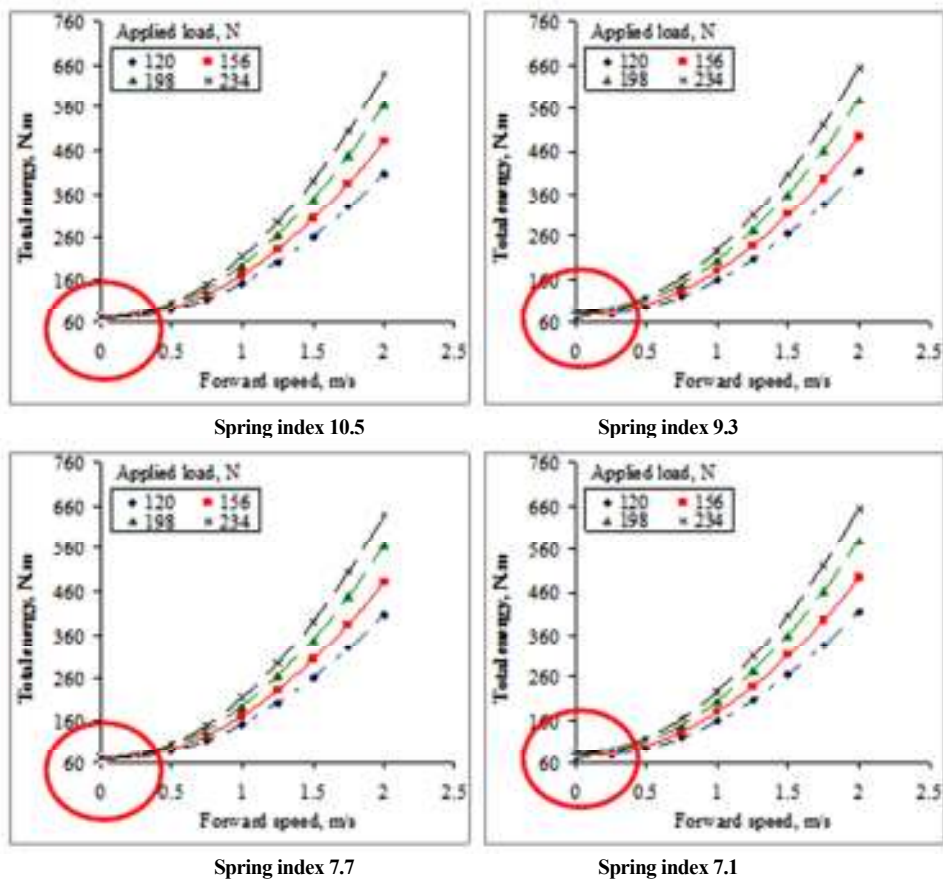 760
660
560
460
360
260
160
60
Total energy, N.m
Applied load, N
120 156
198 234
0 0.5 1 1.5 2 2.5
Forward speed, m/s
Spring index 10.5
760
660
560
460
360
260
160
60
Total energy, N.m
Applied load, N
120 156
198 234
0 0.5 1 1.5 2 2.5
Forward speed, m/s
Spring index 9.3
760
660
560
460
360
260
160
60
Total energy, N.m
Applied load, N
120 156
198 234
0 0.5 1 1.5 2 2.5
Forward speed, m/s
Spring index 7.7
760
660
560
460
360
260
160
60
Total energy, N.m
Applied load, N
120 156
198 234
0 0.5 1 1.5 2 2.5
Forward speed, m/s
Spring index 7.1